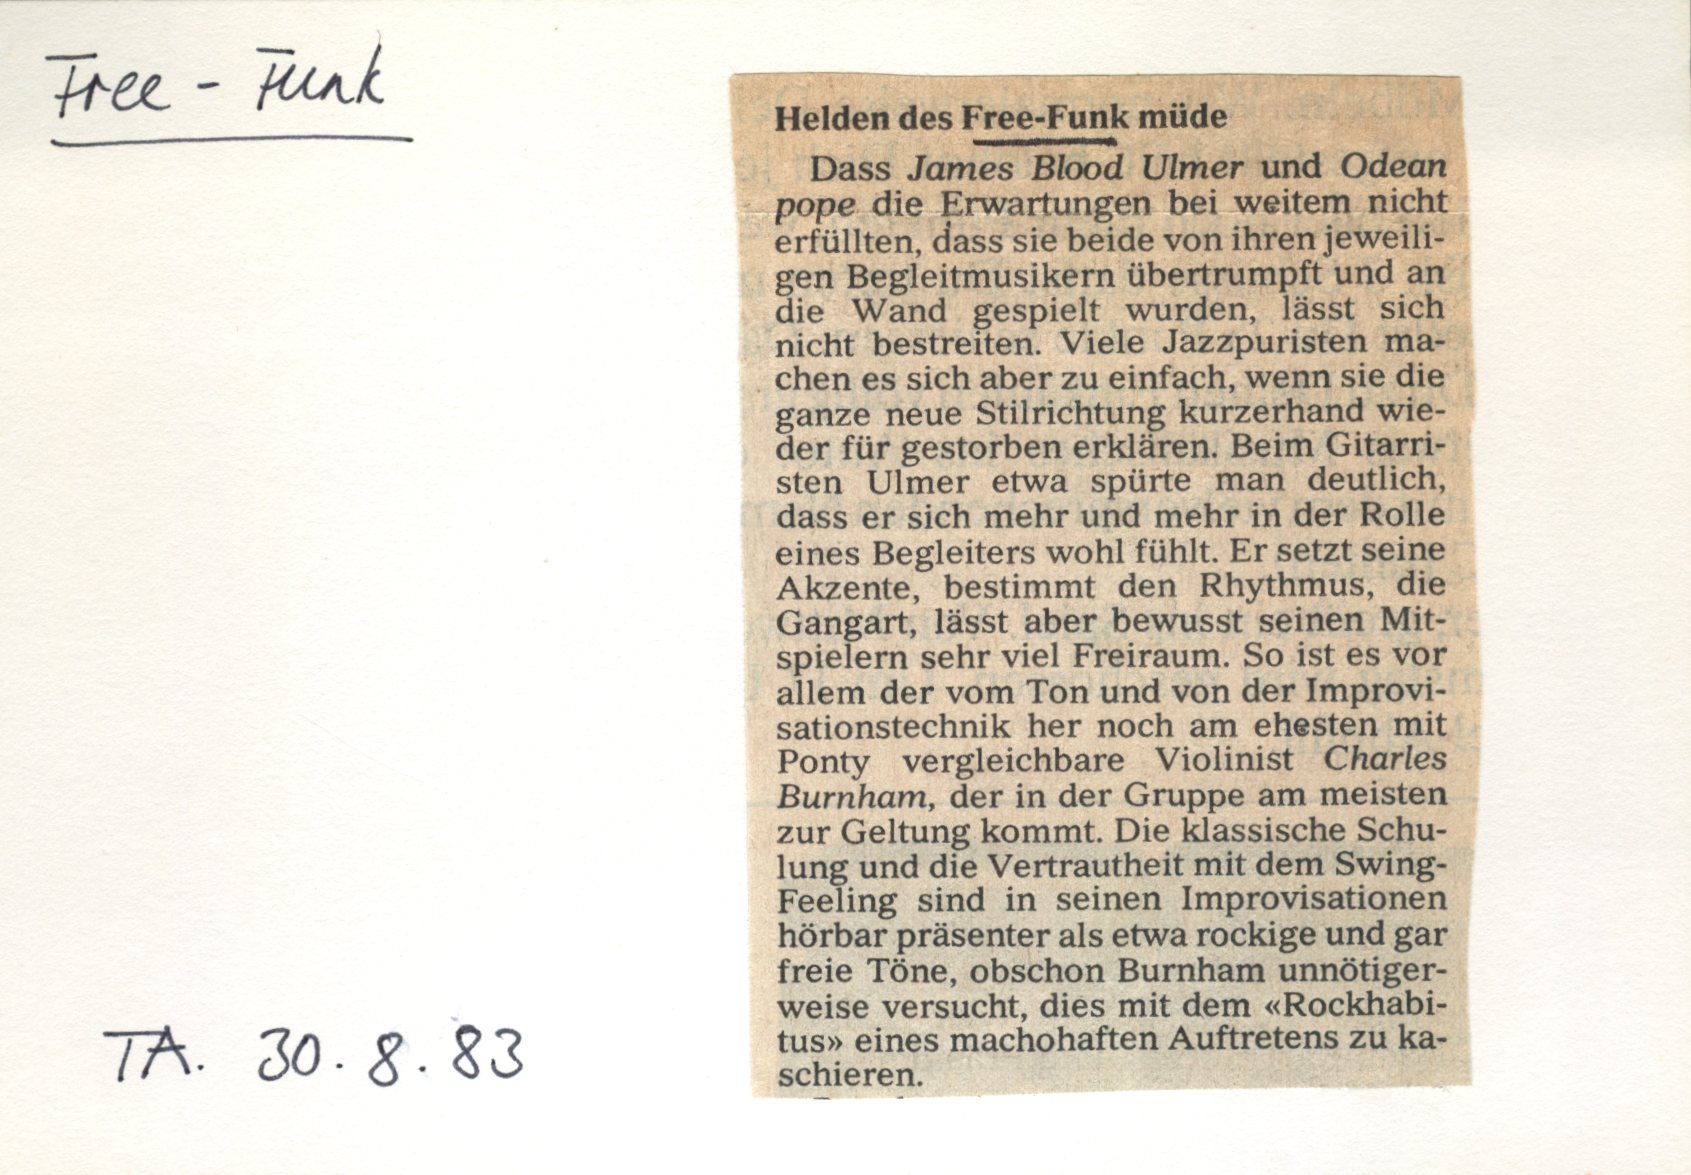 Free - Funk
Helden des Free-Funk müde
Dass James Blood Ulmer und Odean
pope die Erwartungen bei weitem nicht
erfüllten, dass sie beide von ihren jeweili-
gen Begleitmusikern übertrumpft und an
die Wand gespielt wurden, lässt sich
nicht bestreiten. Viele Jazzpuristen ma-
chen es sich aber zu einfach, wenn sie die
ganze neue Stilrichtung kurzerhand wie-
der für gestorben erklären. Beim Gitarri-
sten Ulmer etwa spürte man deutlich,
dass er sich mehr und mehr in der Rolle
eines Begleiters wohl fühlt. Er setzt seine
Akzente, bestimmt den Rhythmus, die
Gangart, lässt aber bewusst seinen Mit-
spielern sehr viel Freiraum. So ist es vor
allem der vom Ton und von der Improvi-
sationstechnik her noch am ehesten mit
Ponty vergleichbare Violinist Charles
Burnham, der in der Gruppe am meisten
zur Geltung kommt. Die klassische Schu-
lung und die Vertrautheit mit dem Swing-
Feeling sind in seinen Improvisationen
hörbar präsenter als etwa rockige und gar
freie Töne, obschon Burnham unnötiger-
weise versucht, dies mit dem «Rockhabi-
tus» eines machohaften Auftretens zu ka-
schieren.
TA. 30.8.83